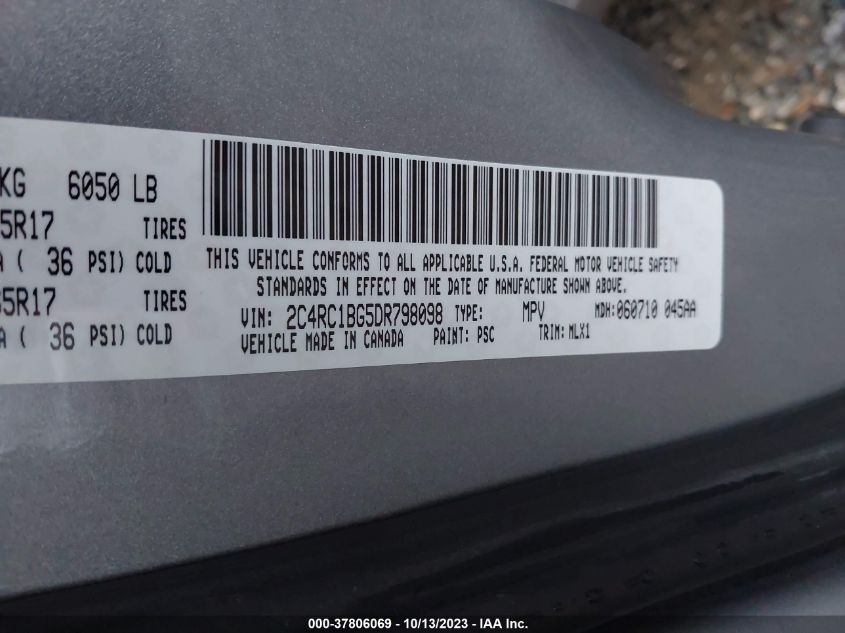 KG 6050 LB
5R17 TIRES
( 36 PSI) COLD
5R17 TIRES
( 36 PSI) COLD
THIS VEHICLE CONFORMS TO ALL APPLICABLE U.S.A. FEDERAL MOTOR VEHICLE SAFETY
STANDARDS IN EFFECT ON THE DATE OF MANUFACTURE SHOWN ABOVE.
VIN: 2C4RC1BG5DR798098 TYPE: MPV MDH: 060710 045AA
VEHICLE MADE IN CANADA PAINT: PSC TRIM: MLX1
000-37806069 - 10/13/2023 - IAA Inc.